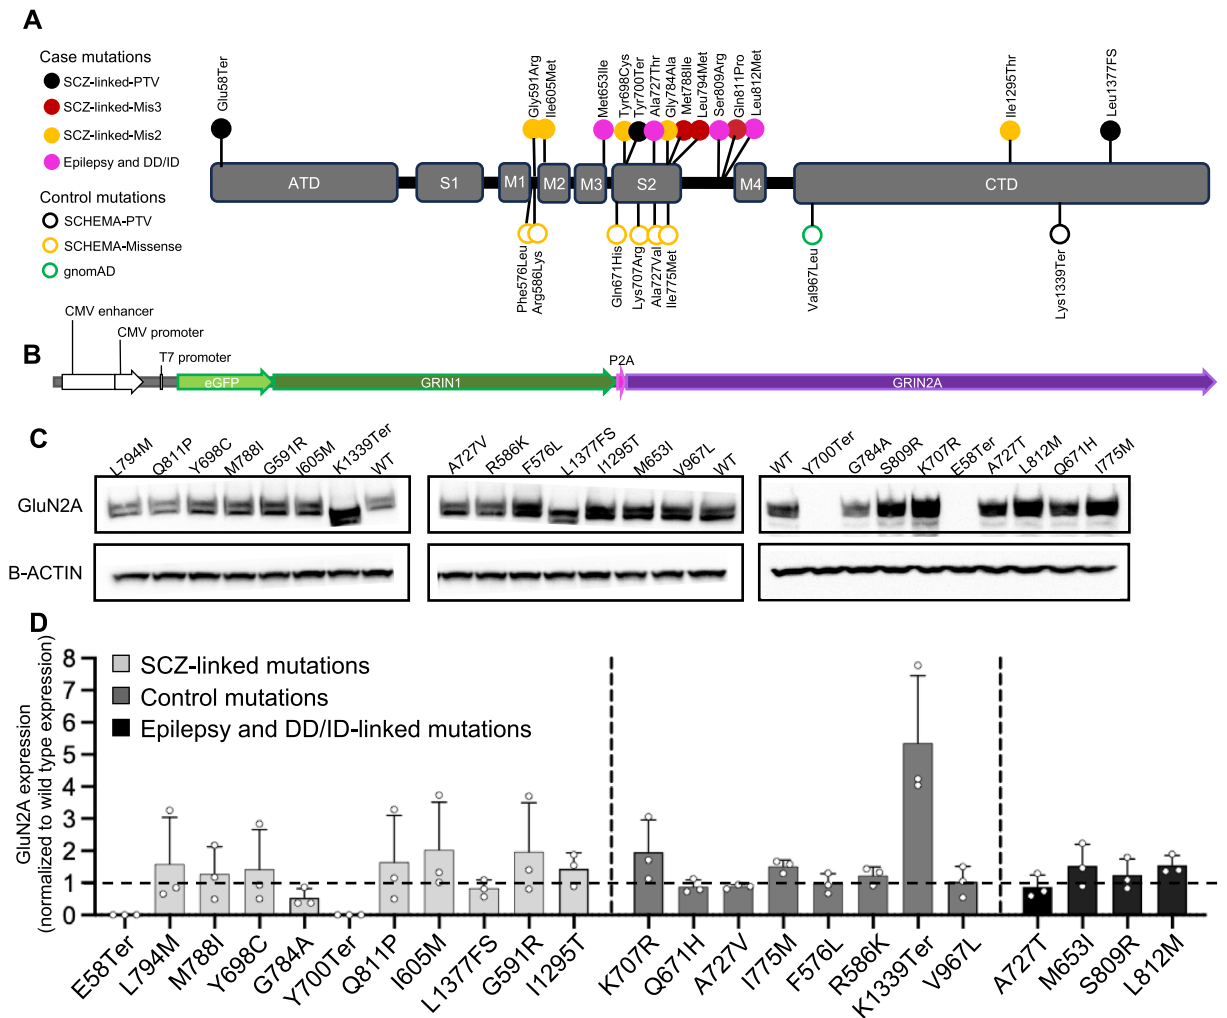 A
Case mutations
SCZ-linked-PTV
SCZ-linked-Mis3
SCZ-linked-Mis2
Epilepsy and DD/ID
Control mutations
SCHEMA-PTV
SCHEMA-Missense
gnomAD
Glu58Ter
Gly591Arg
Ile605Met
Met653Ile
Tyr698Cys
Tyr700Ter
Ala727Thr
Gly784Ala
Met788Ile
Leu794Met
Ser809Arg
Gln811Pro
Leu812Met
Ile1295Thr
Leu1377FS
ATD
S1
M1
M2
M3
S2
M4
CTD
Phe576Leu
Arg586Lys
Gln671His
Lys707Arg
Ala727Val
Ile775Met
Val967Leu
Lys1339Ter
B
CMV enhancer
CMV promoter
T7 promoter
eGFP
GRIN1
P2A
GRIN2A
C
L794M
Q811P
Y698C
M788I
G591R
I605M
K1339Ter
WT
A727V
R586K
F576L
L1377FS
I1295T
M653I
V967L
WT
WT
Y700Ter
G784A
S809R
K707R
E58Ter
A727T
L812M
Q671H
I775M
GluN2A
B-ACTIN
D
GluN2A expression
(normalized to wild type expression)
8
7
6
5
4
3
2
1
0
SCZ-linked mutations
Control mutations
Epilepsy and DD/ID-linked mutations
E58Ter
L794M
M788I
Y698C
G784A
Y700Ter
Q811P
I605M
L1377FS
G591R
I1295T
K707R
Q671H
A727V
I775M
F576L
R586K
K1339Ter
V967L
A727T
M653I
S809R
L812M